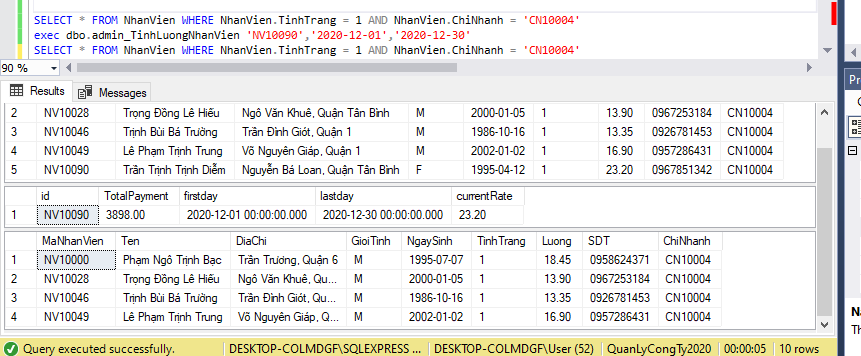 SELECT * FROM NhanVien WHERE NhanVien.TinhTrang = 1 AND NhanVien.ChiNhanh = 'CN10004'
exec dbo.admin_TinhLuongNhanVien 'NV10090','2020-12-01','2020-12-30'
SELECT * FROM NhanVien WHERE NhanVien.TinhTrang = 1 AND NhanVien.ChiNhanh = 'CN10004'
90 %
Results Messages
2 NV10028 Trọng Đồng Lê Hiếu Ngô Văn Khuê, Quận Tân Bình M 2000-01-05 1 13.90 0967253184 CN10004
3 NV10046 Trịnh Bùi Bá Trưởng Trần Đình Giót, Quận 1 M 1986-10-16 1 13.35 0926781453 CN10004
4 NV10049 Lê Phạm Trịnh Trung Võ Nguyên Giáp, Quận 1 M 2002-01-02 1 16.90 0957286431 CN10004
5 NV10090 Trần Trịnh Trịnh Diễm Nguyễn Bá Loan, Quận Tân Bình F 1995-04-12 1 23.20 0967851342 CN10004
id TotalPayment firstday lastday currentRate
1 NV10090 3898.00 2020-12-01 00:00:00.000 2020-12-30 00:00:00.000 23.20
MaNhanVien Ten DiaChi GioiTinh NgaySinh TinhTrang Luong SDT ChiNhanh
1 NV10000 Phạm Ngô Trịnh Bạc Trần Trương, Quận 6 M 1995-07-07 1 18.45 0958624371 CN10004
2 NV10028 Trọng Đồng Lê Hiếu Ngô Văn Khuê, Qu... M 2000-01-05 1 13.90 0967253184 CN10004
3 NV10046 Trịnh Bùi Bá Trưởng Trần Đình Giót, Qu... M 1986-10-16 1 13.35 0926781453 CN10004
4 NV10049 Lê Phạm Trịnh Trung Võ Nguyên Giáp, Qu... M 2002-01-02 1 16.90 0957286431 CN10004
Query executed successfully. DESKTOP-COLMDGF\SQLEXPRESS ... DESKTOP-COLMDGF\User (52) QuanLyCongTy2020 00:00:05 10 rows